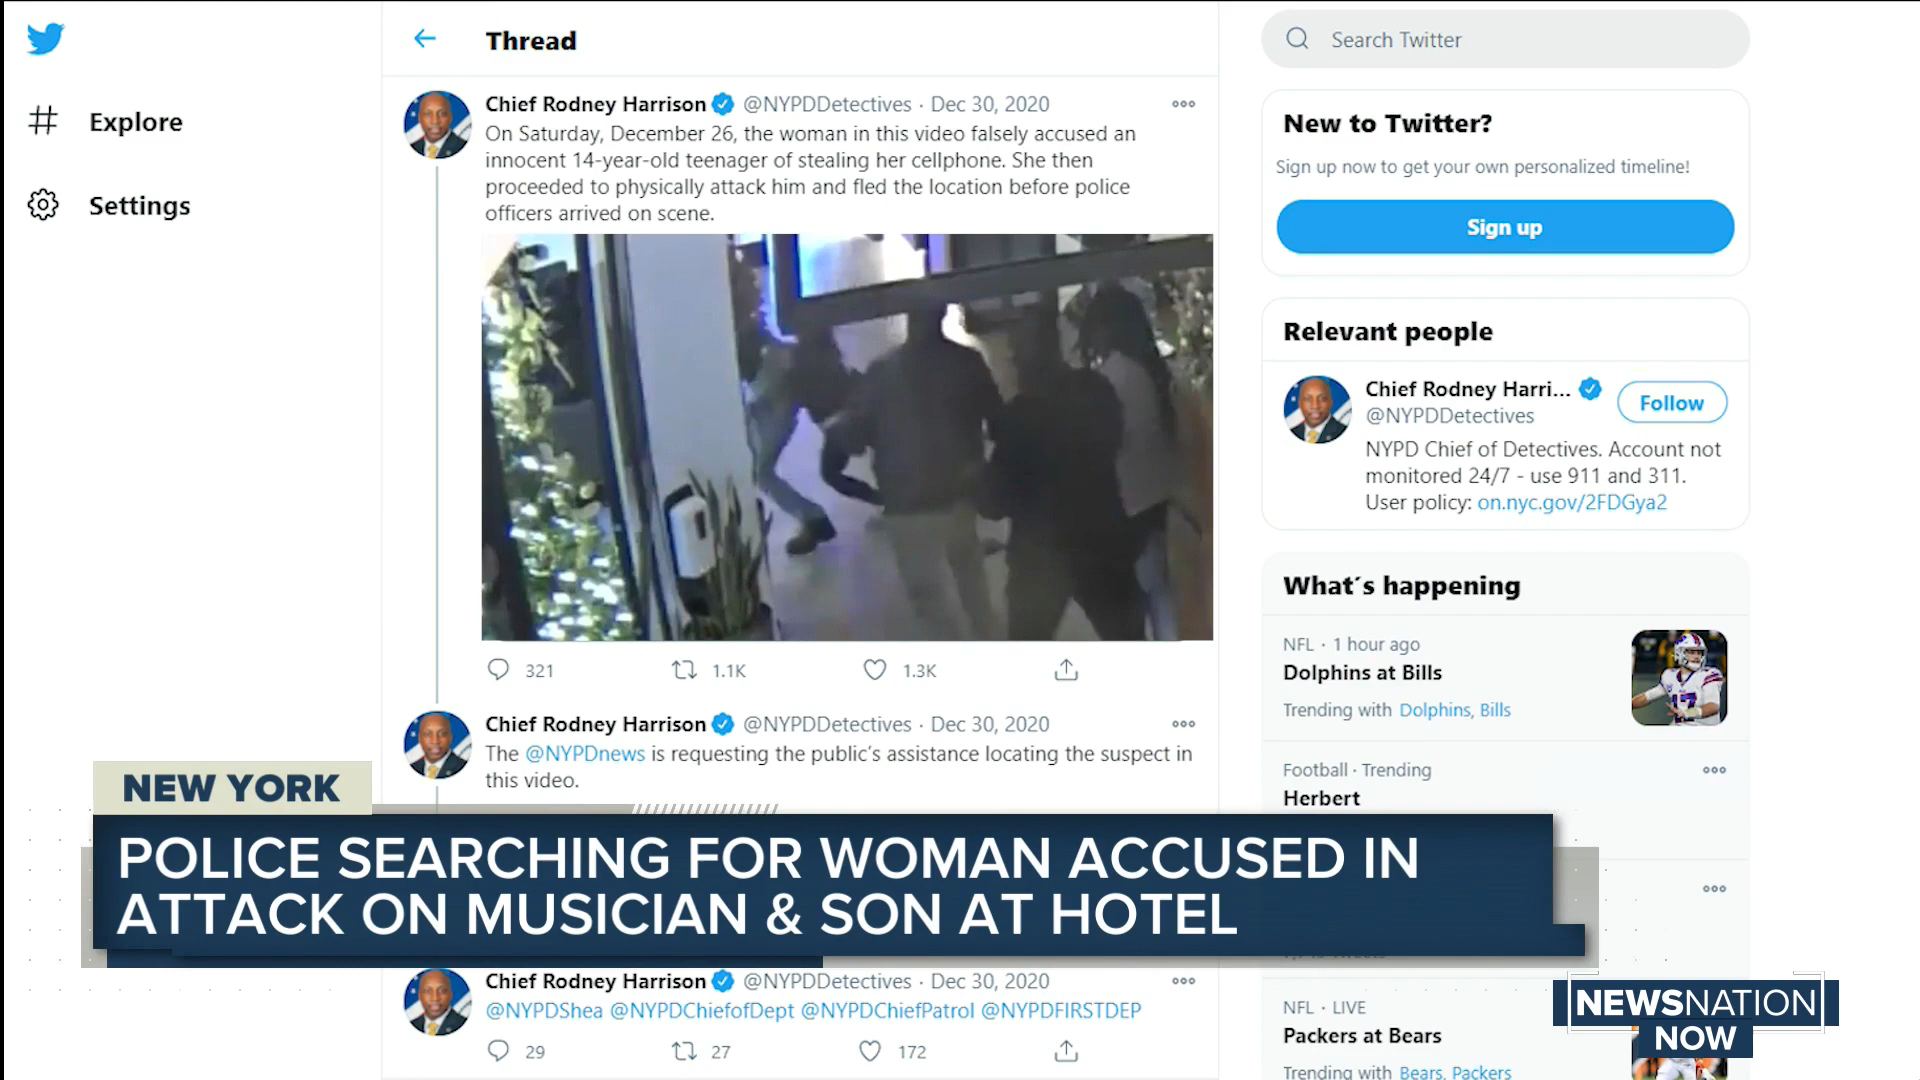 Thread
Search Twitter
Explore
Settings
Chief Rodney Harrison @NYPDDetectives · Dec 30, 2020
On Saturday, December 26, the woman in this video falsely accused an
innocent 14-year-old teenager of stealing her cellphone. She then
proceeded to physically attack him and fled the location before police
officers arrived on scene.
321 1.1K 1.3K
Chief Rodney Harrison @NYPDDetectives · Dec 30, 2020
The @NYPDnews is requesting the public's assistance locating the suspect in
this video.
NEW YORK
POLICE SEARCHING FOR WOMAN ACCUSED IN
ATTACK ON MUSICIAN & SON AT HOTEL
Chief Rodney Harrison @NYPDDetectives · Dec 30, 2020
@NYPDShea @NYPDChiefofDept @NYPDChiefPatrol @NYPDFIRSTDEP
29 27 172
New to Twitter?
Sign up now to get your own personalized timeline!
Sign up
Relevant people
Chief Rodney Harri...
Follow
@NYPDDetectives
NYPD Chief of Detectives. Account not
monitored 24/7 - use 911 and 311.
User policy: on.nyc.gov/2FDGya2
What´s happening
NFL · 1 hour ago
Dolphins at Bills
Trending with Dolphins, Bills
17
Football · Trending
Herbert
NFL · LIVE
Packers at Bears
Trending with Bears, Packers
NEWSNATION
NOW